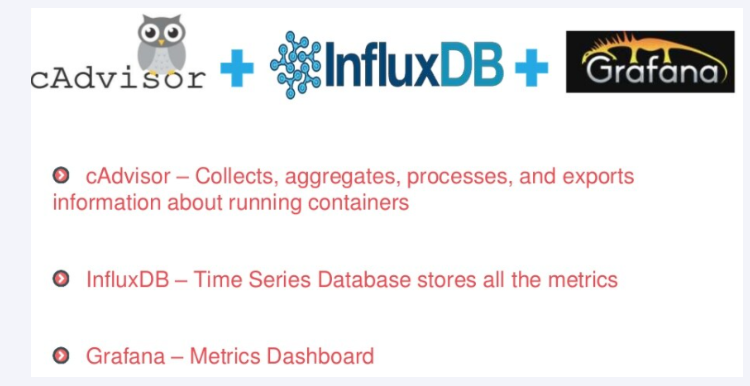 cAdvisor + InfluxDB + Grafana
cAdvisor – Collects, aggregates, processes, and exports
information about running containers
InfluxDB – Time Series Database stores all the metrics
Grafana – Metrics Dashboard